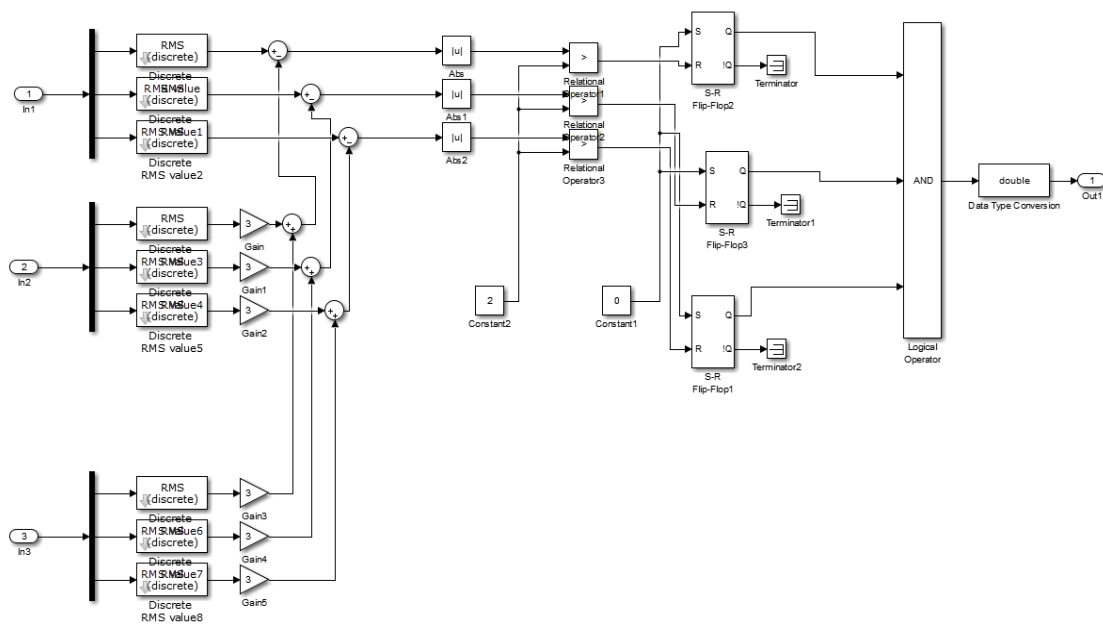 RMS
(discrete)
Discrete
RMS value
(discrete)
Discrete
RMS value1
(discrete)
Discrete
RMS value2
1
In1
+
-
+
-
+
-
|u|
Abs
|u|
Abs1
|u|
Abs2
>
Relational
Operator1
>
Relational
Operator2
>
Relational
Operator3
S
R
Q
!Q
S-R
Flip-Flop2
Terminator
S
R
Q
!Q
S-R
Flip-Flop3
Terminator1
S
R
Q
!Q
S-R
Flip-Flop1
Terminator2
AND
Logical
Operator
double
Data Type Conversion
1
Out1
2
In2
RMS
(discrete)
Discrete
RMS value3
(discrete)
Discrete
RMS value4
(discrete)
Discrete
RMS value5
3
Gain
3
Gain1
3
Gain2
+
+
+
+
+
+
2
Constant2
0
Constant1
3
In3
RMS
(discrete)
Discrete
RMS value6
(discrete)
Discrete
RMS value7
(discrete)
Discrete
RMS value8
3
Gain3
3
Gain4
3
Gain5